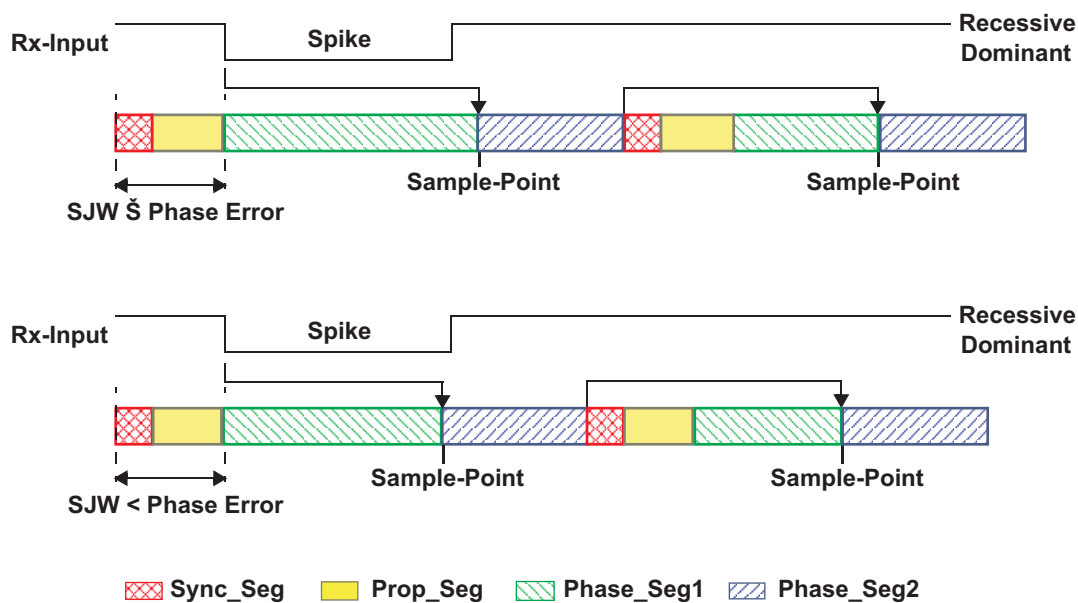 Rx-Input
Spike
Recessive
Dominant
Sample-Point
Sample-Point
SJW Š Phase Error
Rx-Input
Spike
Recessive
Dominant
Sample-Point
Sample-Point
SJW < Phase Error
Sync_Seg
Prop_Seg
Phase_Seg1
Phase_Seg2